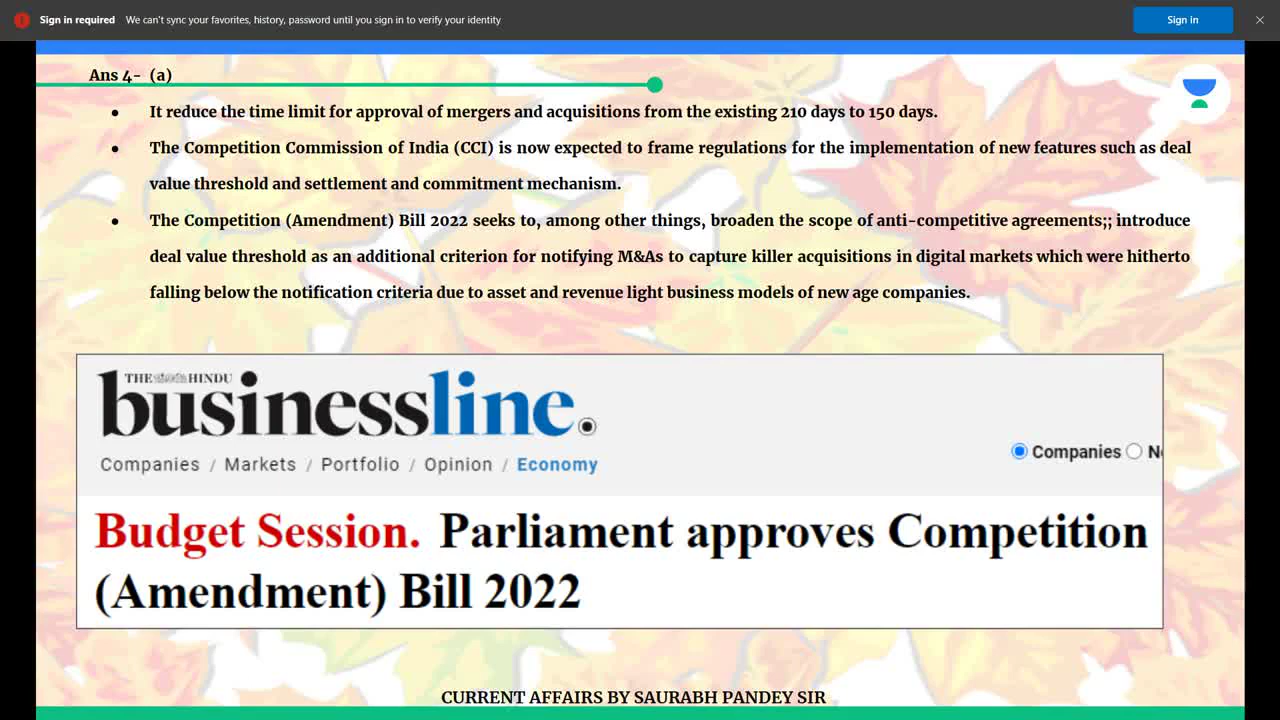 Sign in required We can't sync your favorites, history, password until you sign in to verify your identity
Sign in
Ans 4- (a)
● It reduce the time limit for approval of mergers and acquisitions from the existing 210 days to 150 days.
● The Competition Commission of India (CCI) is now expected to frame regulations for the implementation of new features such as deal
value threshold and settlement and commitment mechanism.
● The Competition (Amendment) Bill 2022 seeks to, among other things, broaden the scope of anti-competitive agreements;; introduce
deal value threshold as an additional criterion for notifying M&As to capture killer acquisitions in digital markets which were hitherto
falling below the notification criteria due to asset and revenue light business models of new age companies.
THE HINDU
businessline.
Companies / Markets / Portfolio / Opinion / Economy
Companies
Budget Session. Parliament approves Competition
(Amendment) Bill 2022
CURRENT AFFAIRS BY SAURABH PANDEY SIR